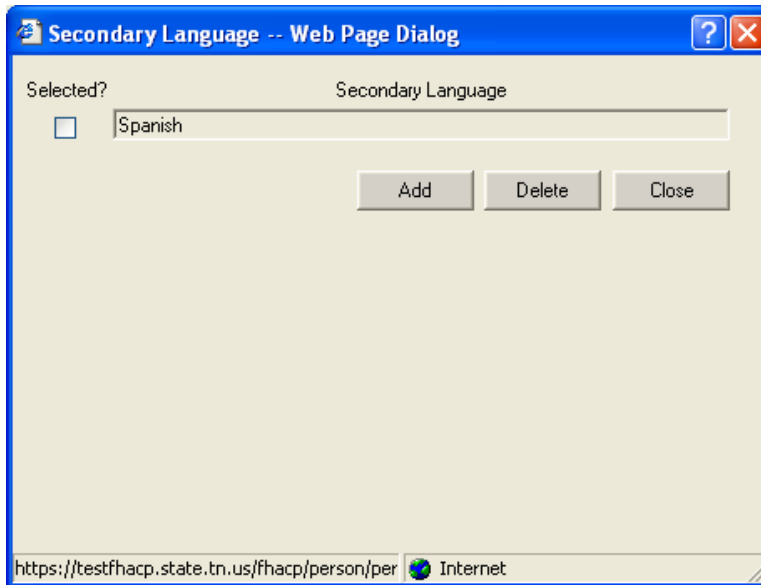 Secondary Language -- Web Page Dialog
Selected? Secondary Language
Spanish
Add Delete Close
https://testfhacp.state.tn.us/fhacp/person/per Internet